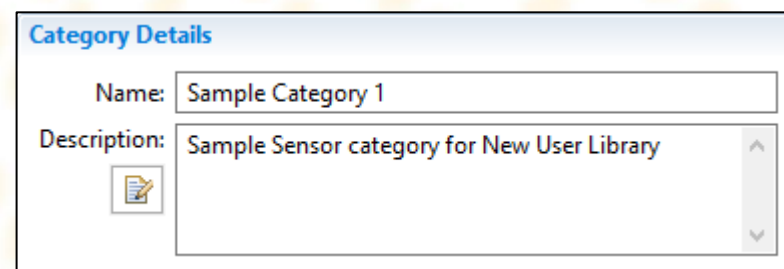 Category Details
Name: Sample Category 1
Description: Sample Sensor category for New User Library